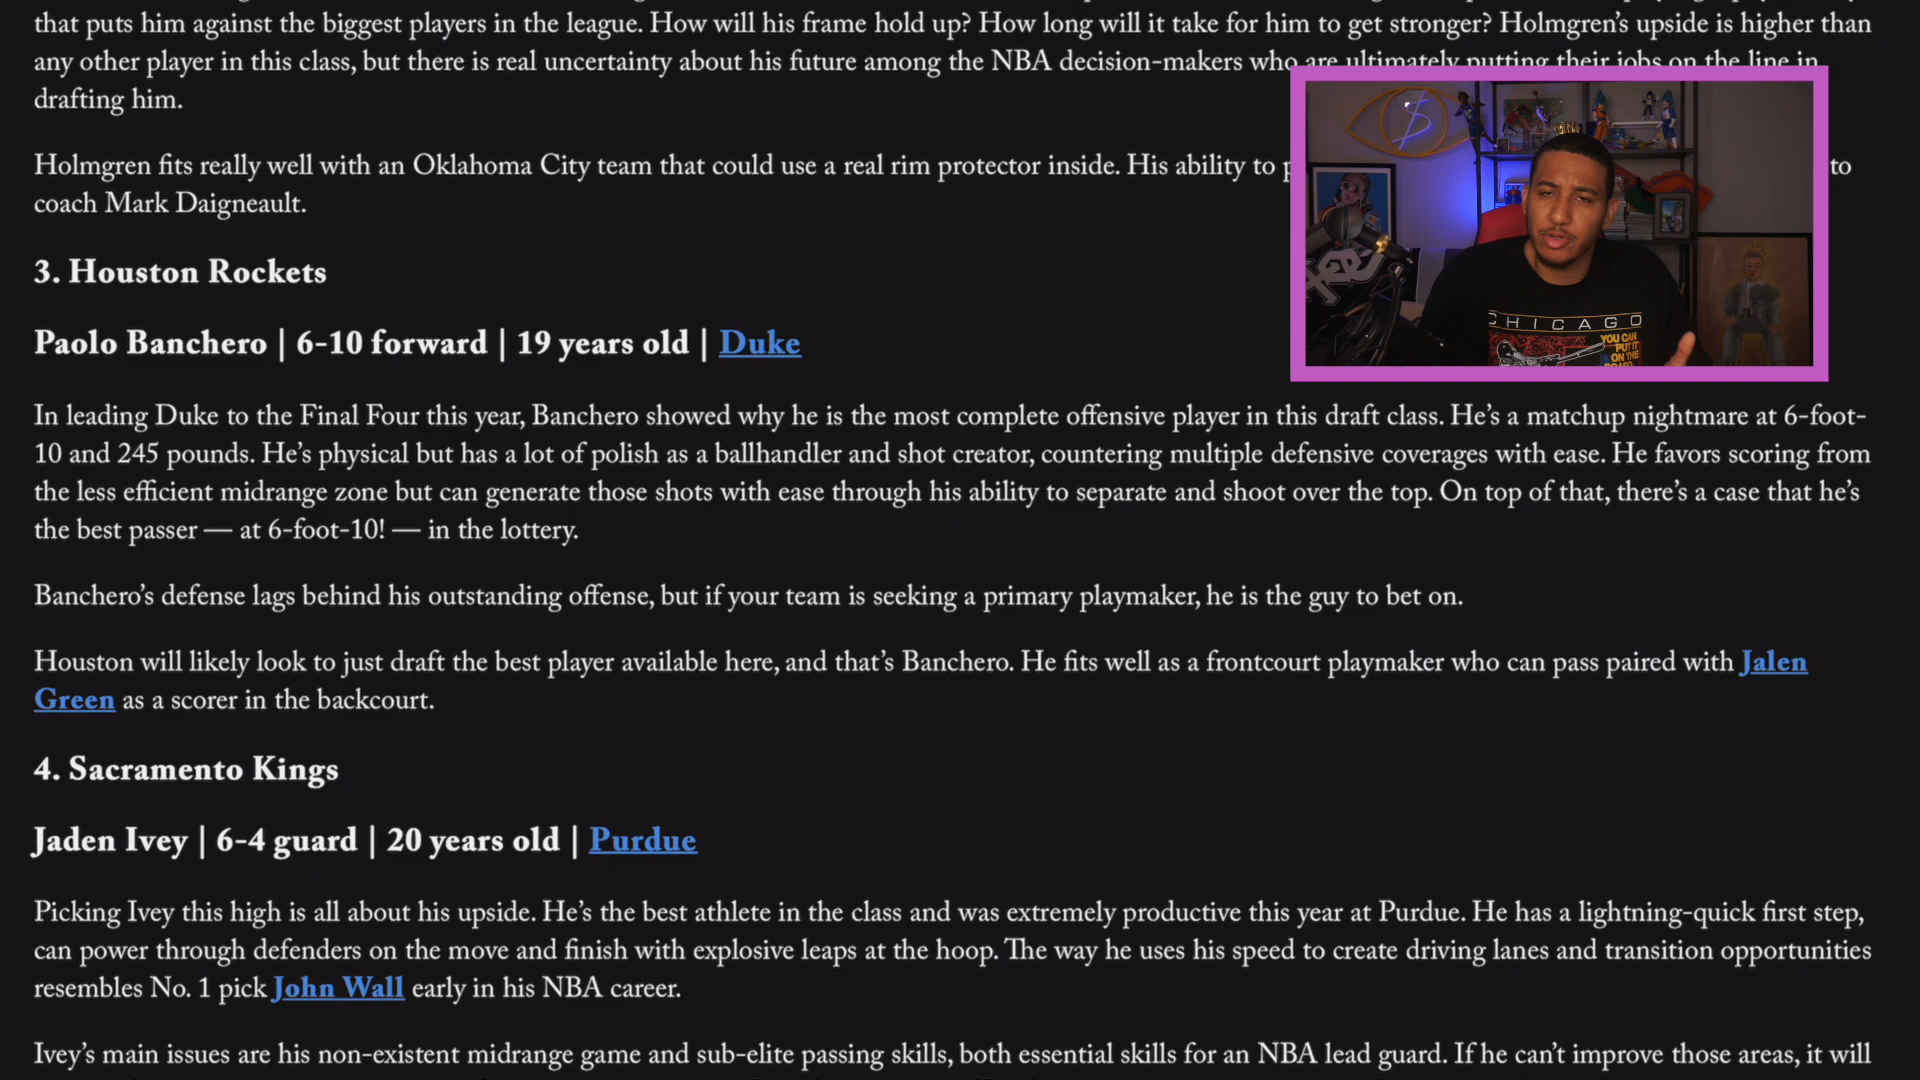 that puts him against the biggest players in the league. How will his frame hold up? How long will it take for him to get stronger? Holmgren’s upside is higher than
any other player in this class, but there is real uncertainty about his future among the NBA decision-makers who are ultimately putting their jobs on the line in
drafting him.
Holmgren fits really well with an Oklahoma City team that could use a real rim protector inside. His ability to to
coach Mark Daigneault.
3. Houston Rockets
Paolo Banchero | 6-10 forward | 19 years old | Duke
In leading Duke to the Final Four this year, Banchero showed why he is the most complete offensive player in this draft class. He’s a matchup nightmare at 6-foot-
10 and 245 pounds. He’s physical but has a lot of polish as a ballhandler and shot creator, countering multiple defensive coverages with ease. He favors scoring from
the less efficient midrange zone but can generate those shots with ease through his ability to separate and shoot over the top. On top of that, there’s a case that he’s
the best passer — at 6-foot-10! — in the lottery.
Banchero’s defense lags behind his outstanding offense, but if your team is seeking a primary playmaker, he is the guy to bet on.
Houston will likely look to just draft the best player available here, and that’s Banchero. He fits well as a frontcourt playmaker who can pass paired with Jalen
Green as a scorer in the backcourt.
4. Sacramento Kings
Jaden Ivey | 6-4 guard | 20 years old | Purdue
Picking Ivey this high is all about his upside. He’s the best athlete in the class and was extremely productive this year at Purdue. He has a lightning-quick first step,
can power through defenders on the move and finish with explosive leaps at the hoop. The way he uses his speed to create driving lanes and transition opportunities
resembles No. 1 pick John Wall early in his NBA career.
Ivey’s main issues are his non-existent midrange game and sub-elite passing skills, both essential skills for an NBA lead guard. If he can’t improve those areas, it will
CHICAGO
YOU CAN
PUT IT
ON THE